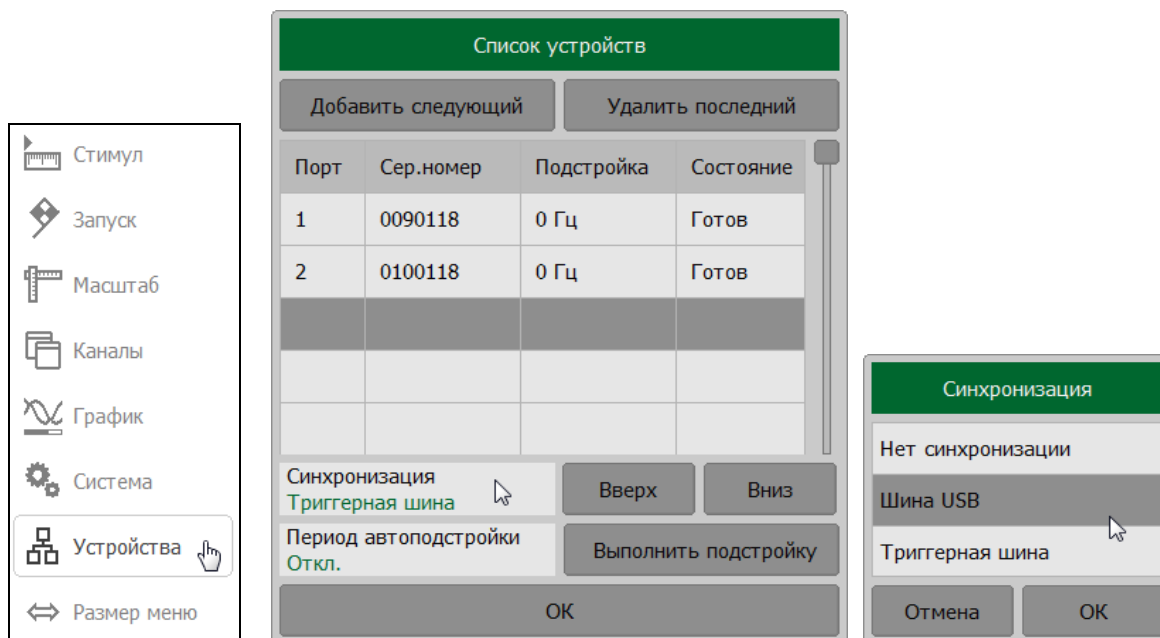 Стимул
Запуск
Масштаб
Каналы
График
Система
Устройства
Размер меню
Список устройств
Добавить следующий Удалить последний
Порт Сер.номер Подстройка Состояние
1 0090118 0 Гц Готов
2 0100118 0 Гц Готов
Синхронизация
Триггерная шина
Вверх Вниз
Период автоподстройки
Откл.
Выполнить подстройку
ОК
Синхронизация
Нет синхронизации
Шина USB
Триггерная шина
Отмена ОК